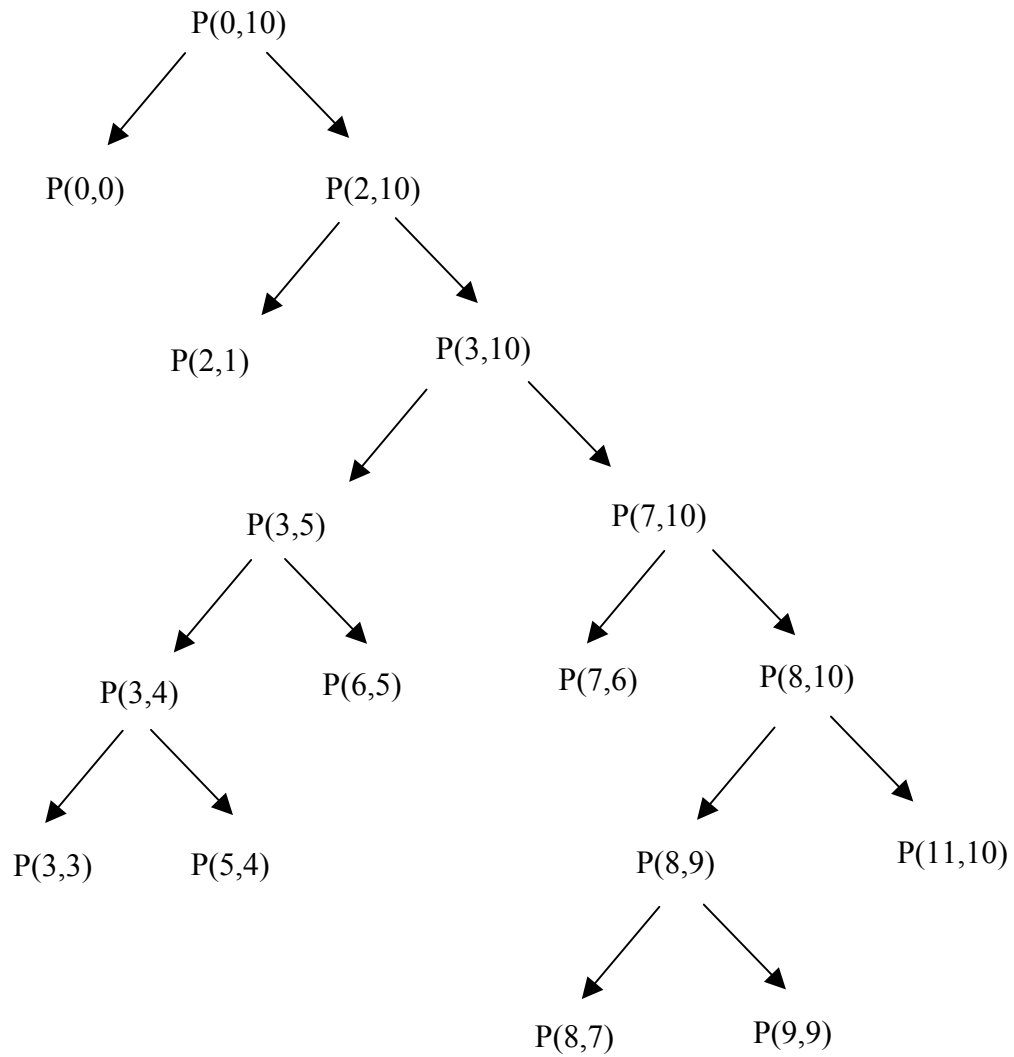 P(0,10)
P(0,0) P(2,10)
P(2,1) P(3,10)
P(3,5) P(7,10)
P(3,4) P(6,5) P(7,6) P(8,10)
P(3,3) P(5,4) P(8,9) P(11,10)
P(8,7) P(9,9)